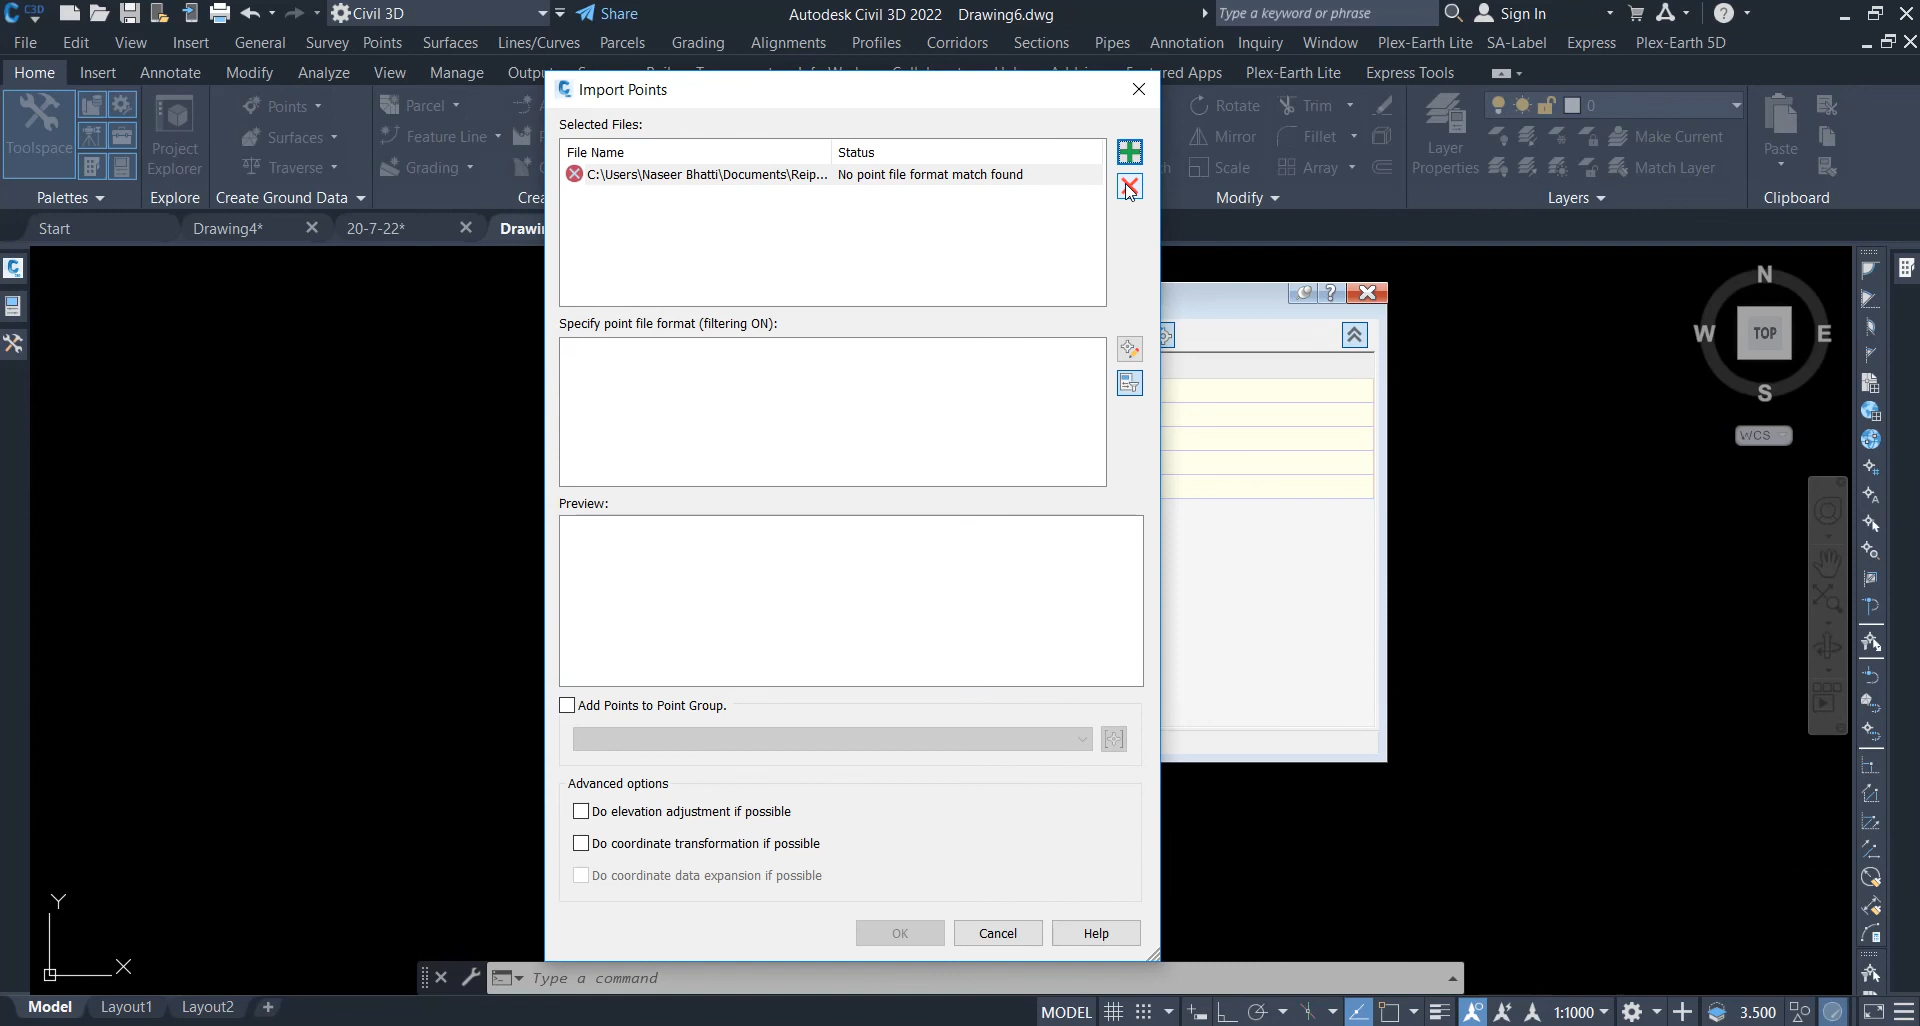 C3D Civil 3D Share Autodesk Civil 3D 2022 Drawing6.dwg Type a keyword or phrase Sign In
File Edit View Insert General Survey Points Surfaces Lines/Curves Parcels Grading Alignments Profiles Corridors Sections Pipes Annotation Inquiry Window Plex-Earth Lite SA-Label Express Plex-Earth 5D
Home Insert Annotate Modify Analyze View Manage Outp red Apps Plex-Earth Lite Express Tools
Import Points
Toolspace
Project
Explorer
Points
Surfaces
Traverse
Parcel
Feature Line
Grading
Rotate Trim
Mirror Fillet
Scale Array
Layer
Properties
0
Make Current
Match Layer
Paste
Palettes Explore Create Ground Data Crea Modify Layers Clipboard
Start Drawing4* 20-7-22* Drawi
Selected Files:
File Name Status
C:\Users\Naseer Bhatti\Documents\Reip... No point file format match found
Specify point file format (filtering ON):
Preview:
Add Points to Point Group.
Advanced options
Do elevation adjustment if possible
Do coordinate transformation if possible
Do coordinate data expansion if possible
OK Cancel Help
N
W TOP E
S
WCS
Y
X
Type a command
Model Layout1 Layout2 + MODEL 1:1000 3.500